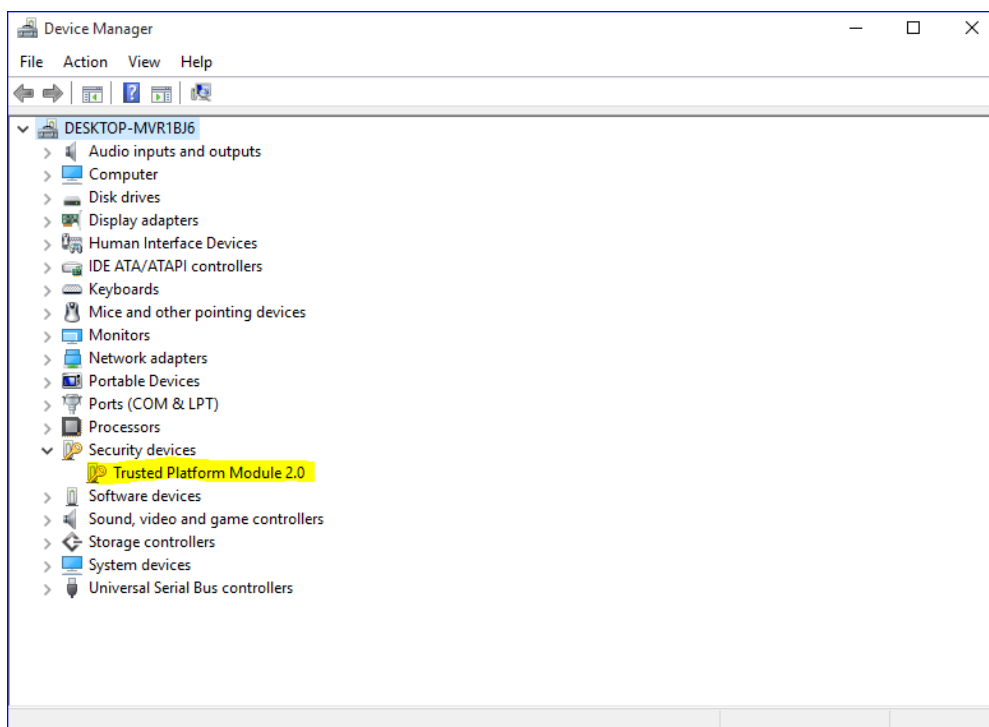 Device Manager
File Action View Help
DESKTOP-MVR1BJ6
Audio inputs and outputs
Computer
Disk drives
Display adapters
Human Interface Devices
IDE ATA/ATAPI controllers
Keyboards
Mice and other pointing devices
Monitors
Network adapters
Portable Devices
Ports (COM & LPT)
Processors
Security devices
Trusted Platform Module 2.0
Software devices
Sound, video and game controllers
Storage controllers
System devices
Universal Serial Bus controllers